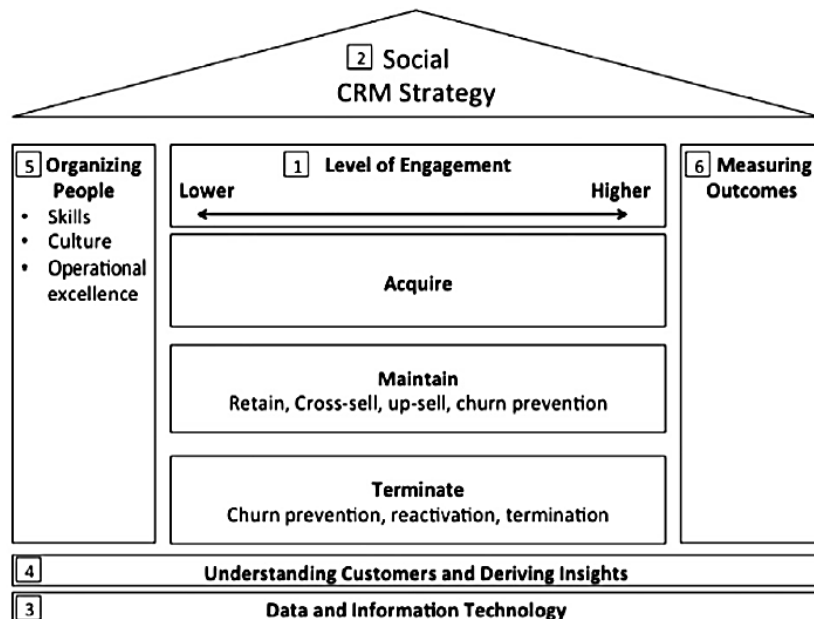 2 Social
CRM Strategy
5 Organizing
People
• Skills
• Culture
• Operational
excellence
1 Level of Engagement
Lower Higher
Acquire
Maintain
Retain, Cross-sell, up-sell, churn prevention
Terminate
Churn prevention, reactivation, termination
6 Measuring
Outcomes
4 Understanding Customers and Deriving Insights
3 Data and Information Technology